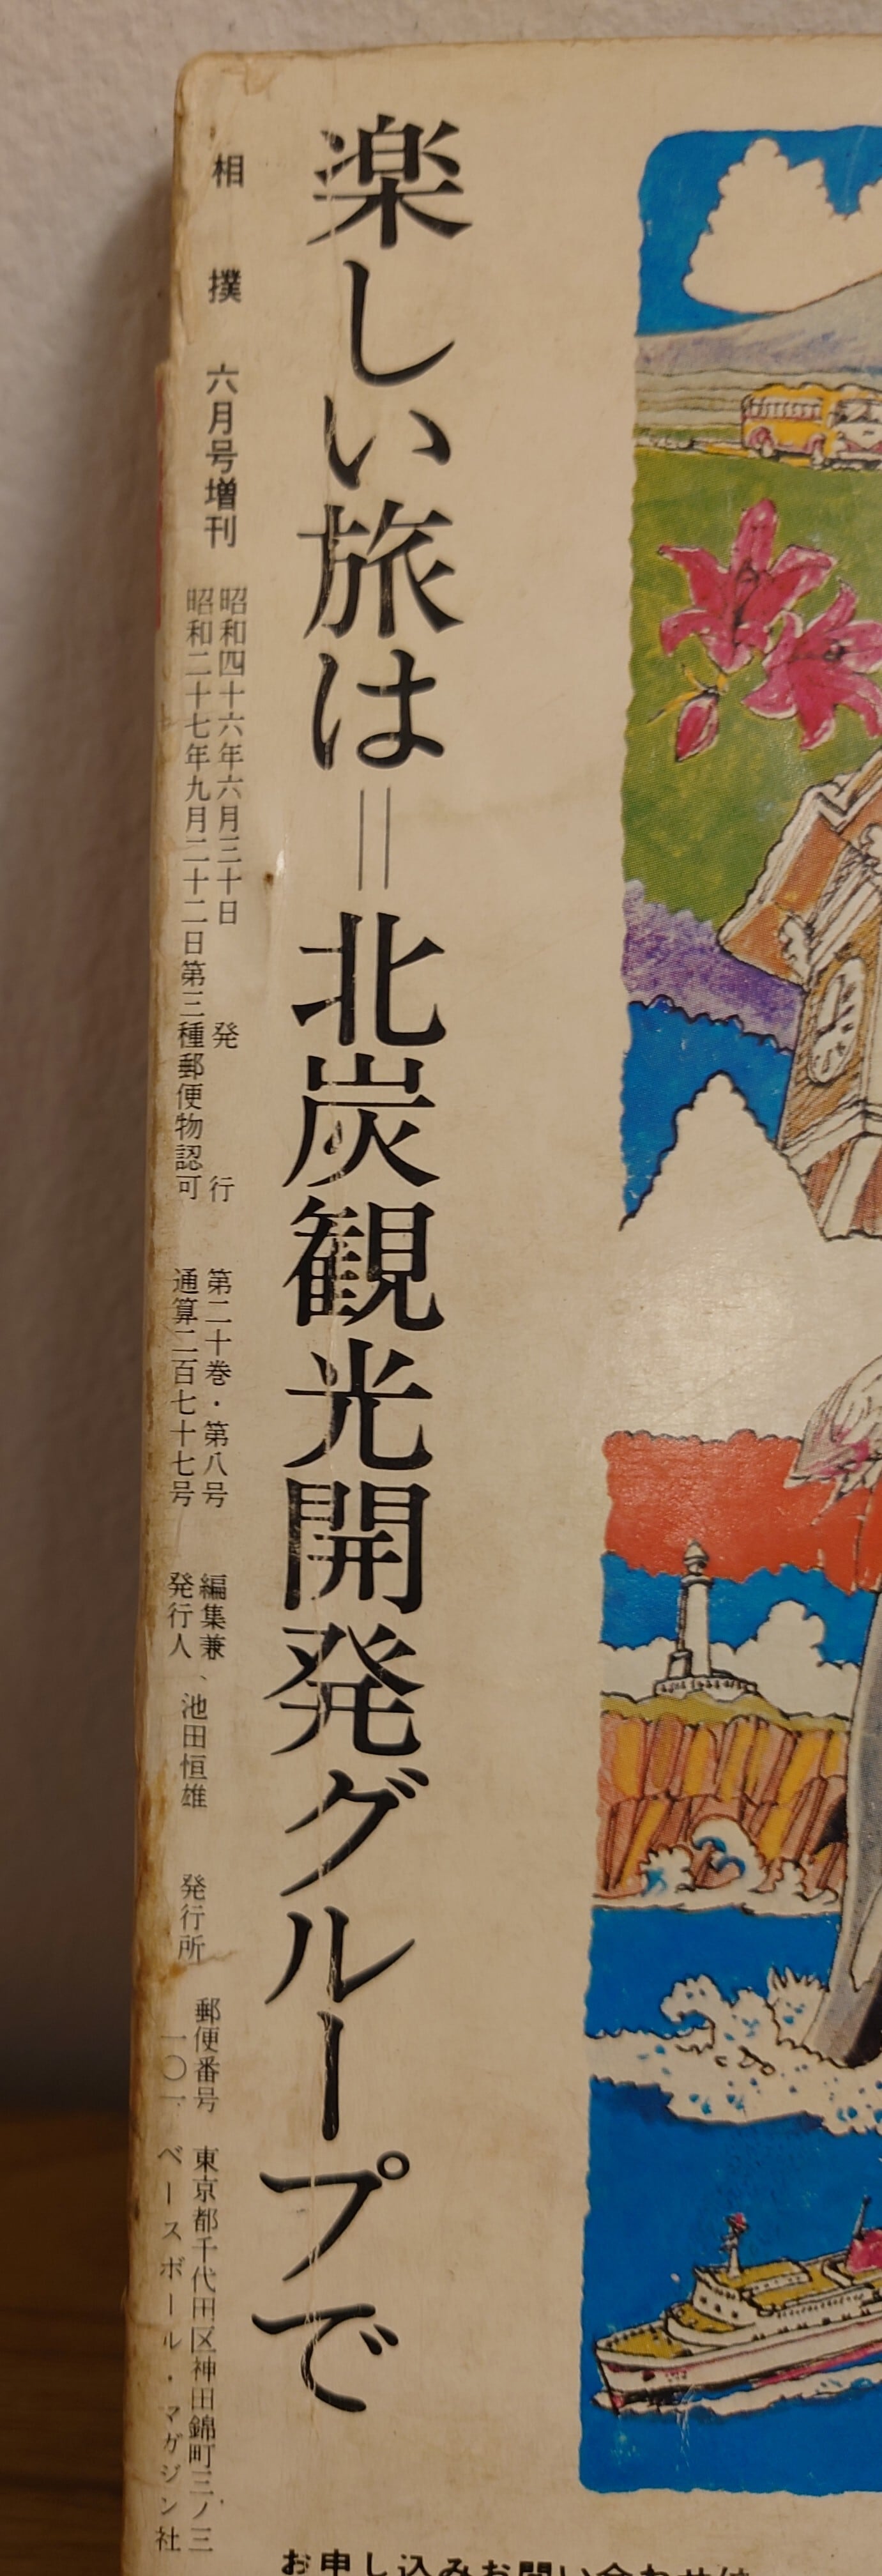 楽しい旅は＝北炭観光開発グループで
相撲 六月号増刊
昭和四十六年六月三十日 発行
昭和二十七年九月二十二日第三種郵便物認可
第二十巻・第八号
通算二百七十七号
編集兼
発行人
池田恒雄
発行所
郵便番号
一〇一
東京都千代田区神田錦町三ノ三
ベースボール・マガジン社
お申し込みお問い合わせは